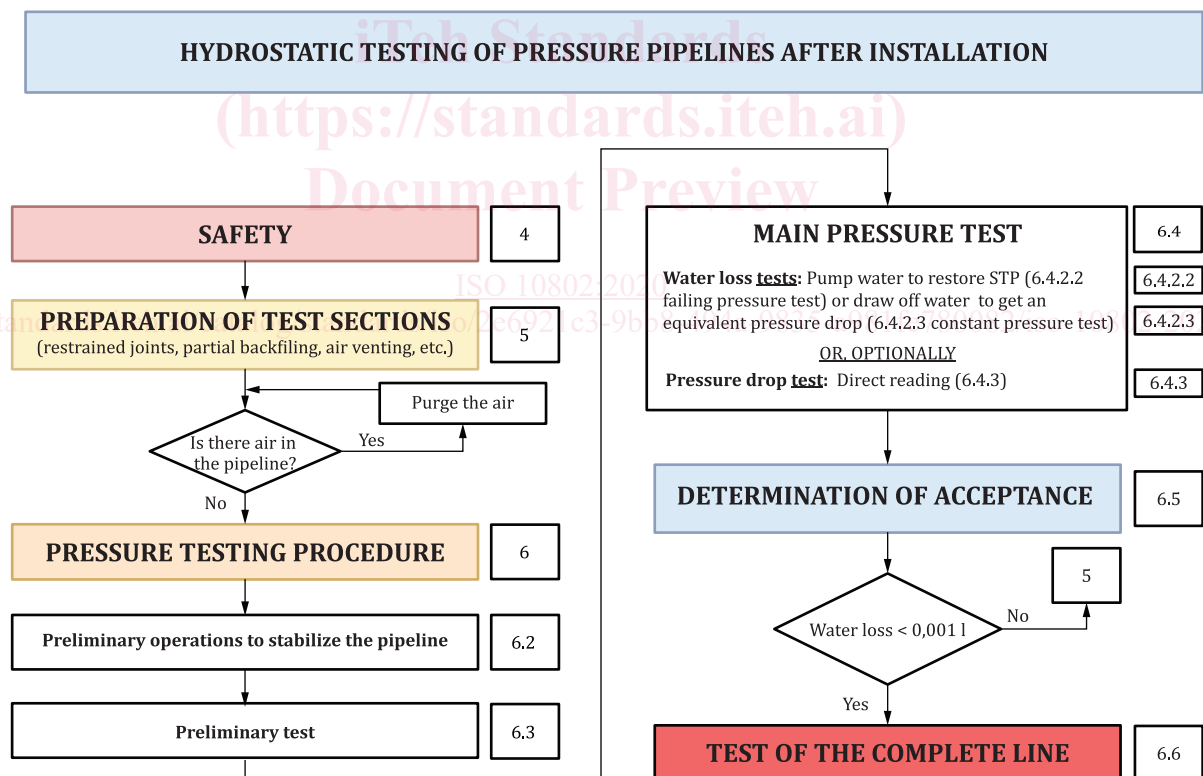 HYDROSTATIC TESTING OF PRESSURE PIPELINES AFTER INSTALLATION
iTeh Standards
(https://standards.iteh.ai)
Document Preview
ISO 10802:2020
SAFETY
4
PREPARATION OF TEST SECTIONS
(restrained joints, partial backfiling, air venting, etc.)
5
Purge the air
Is there air in
the pipeline?
Yes
No
PRESSURE TESTING PROCEDURE
6
Preliminary operations to stabilize the pipeline
6.2
Preliminary test
6.3
MAIN PRESSURE TEST
6.4
Water loss tests: Pump water to restore STP (6.4.2.2
failing pressure test) or draw off water to get an
equivalent pressure drop (6.4.2.3 constant pressure test)
6.4.2.2
6.4.2.3
OR, OPTIONALLY
Pressure drop test: Direct reading (6.4.3)
6.4.3
DETERMINATION OF ACCEPTANCE
6.5
5
Water loss < 0,001 l
No
Yes
TEST OF THE COMPLETE LINE
6.6